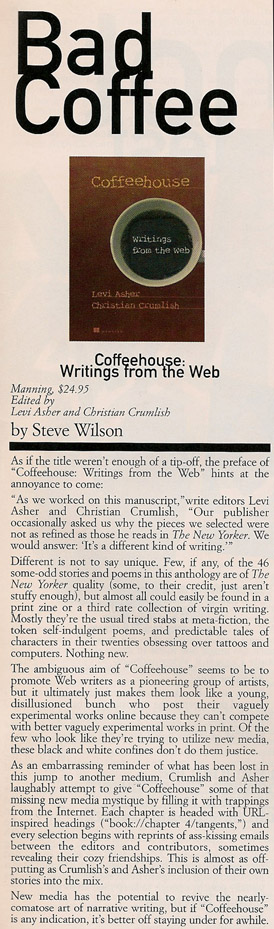 Bad
Coffee
Coffeehouse
Writings
from the Web
Levi Asher
Christian Crumlish
Coffeehouse:
Writings from the Web
Manning, $24.95
Edited by
Levi Asher and Christian Crumlish
by Steve Wilson
As if the title weren't enough of a tip-off, the preface of
"Coffeehouse: Writings from the Web" hints at the
annoyance to come:
"As we worked on this manuscript,"write editors Levi
Asher and Christian Crumlish, "Our publisher
occasionally asked us why the pieces we selected were
not as refined as those he reads in The New Yorker. We
would answer: 'It's a different kind of writing.'"
Different is not to say unique. Few, if any, of the 46
some-odd stories and poems in this anthology are of The
New Yorker quality (some, to their credit, just aren't
stuffy enough), but almost all could easily be found in a
print zine or a third rate collection of virgin writing.
Mostly they're the usual tired stabs at meta-fiction, the
token self-indulgent poems, and predictable tales of
characters in their twenties obsessing over tattoos and
computers. Nothing new.
The ambiguous aim of "Coffeehouse" seems to be to
promote Web writers as a pioneering group of artists,
but it ultimately just makes them look like a young,
disillusioned bunch who post their vaguely
experimental works online because they can't compete
with better vaguely experimental works in print. Of the
few who look like they're trying to utilize new media,
these black and white confines don't do them justice.
As an embarrassing reminder of what has been lost in
this jump to another medium, Crumlish and Asher
laughably attempt to give "Coffeehouse" some of that
missing new media mystique by filling it with trappings
from the Internet. Each chapter is headed with URL-
inspired headings ("book://chapter 4/tangents,") and
every selection begins with reprints of ass-kissing emails
between the editors and contributors, sometimes
revealing their cozy friendships. This is almost as off-
putting as Crumlish's and Asher's inclusion of their own
stories into the mix.
New media has the potential to revive the nearly-
comatose art of narrative writing, but if "Coffeehouse"
is any indication, it's better off staying under for awhile.